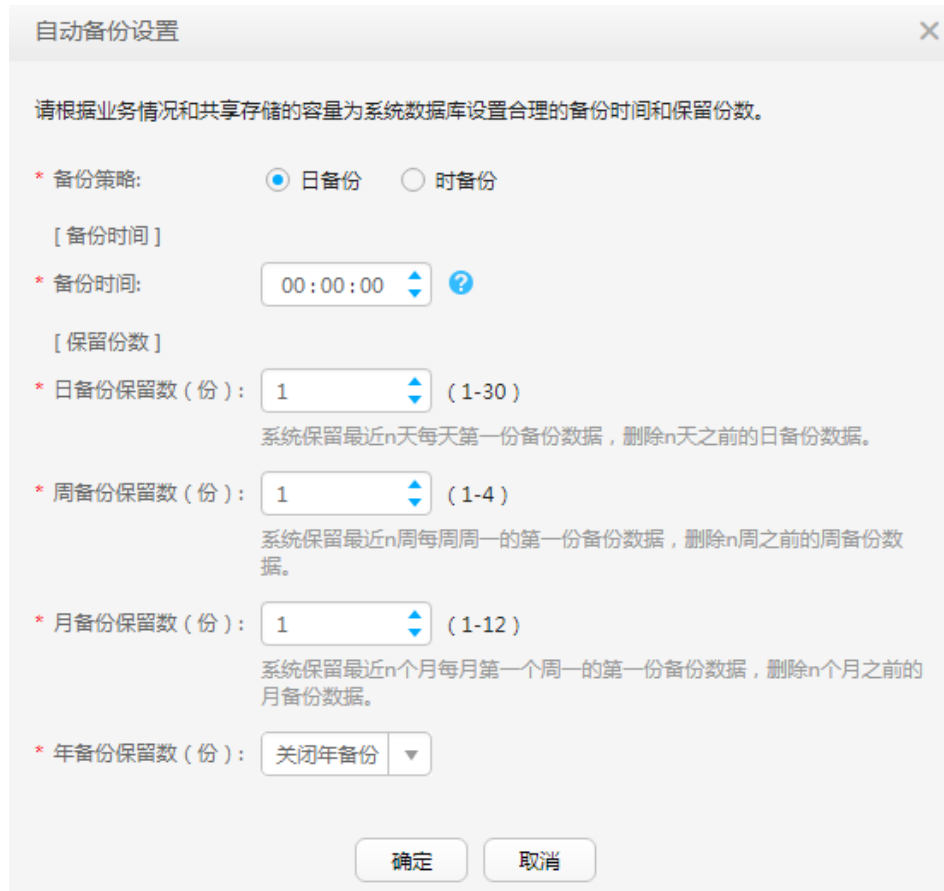 自动备份设置
请根据业务情况和共享存储的容量为系统数据库设置合理的备份时间和保留份数。
* 备份策略: 日备份 时备份
[ 备份时间 ]
* 备份时间: 00:00:00 ?
[ 保留份数 ]
* 日备份保留数 ( 份 ) : 1 ( 1-30 )
系统保留最近n天每天第一份备份数据，删除n天之前的日备份数据。
* 周备份保留数 ( 份 ) : 1 ( 1-4 )
系统保留最近n周每周周一的第一份备份数据，删除n周之前的周备份数
据。
* 月备份保留数 ( 份 ) : 1 ( 1-12 )
系统保留最近n个月每月第一个周一的第一份备份数据，删除n个月之前的
月备份数据。
* 年备份保留数 ( 份 ) : 关闭年备份
确定 取消